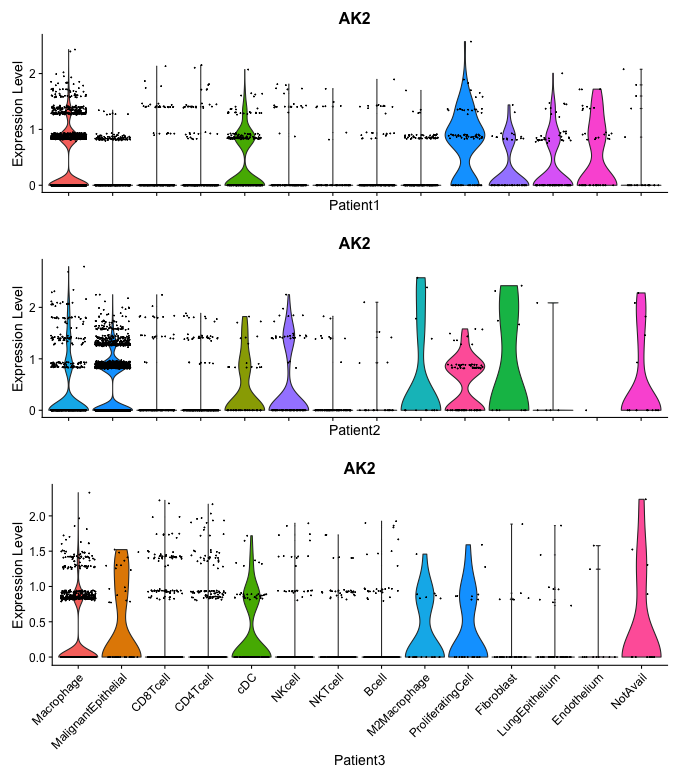 AK2
Expression Level
2
1
0
Patient1
AK2
Expression Level
2
1
0
Patient2
AK2
Expression Level
2.0
1.5
1.0
0.5
0.0
Macrophage
MalignantEpithelial
CD8Tcell
CD4Tcell
cDC
NKcell
NKTcell
Bcell
M2Macrophage
ProliferatingCell
Fibroblast
LungEpithelium
Endothelium
NotAvail
Patient3